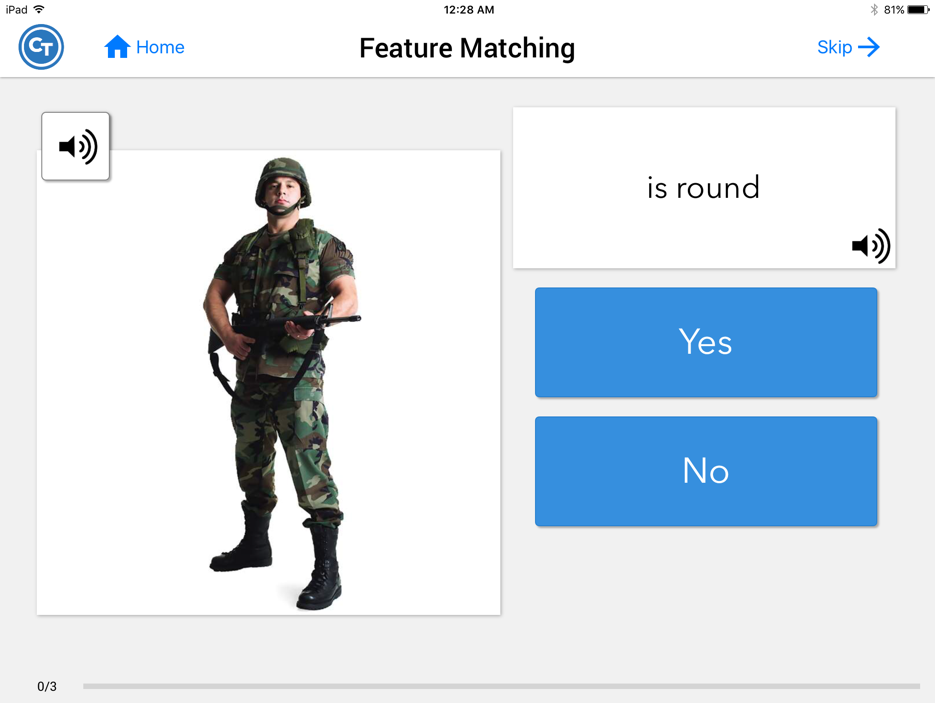 iPad 12:28 AM 81%
CT Home Feature Matching Skip
is round
Yes
No
0/3